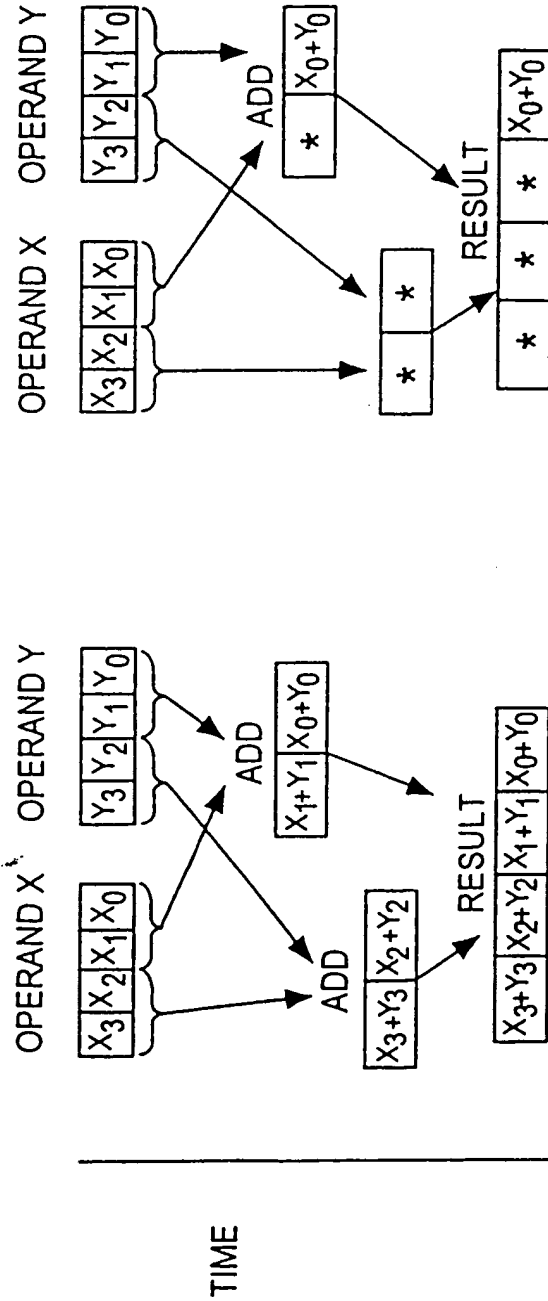 TIME
OPERAND X
OPERAND Y
X3 X2 X1 X0
Y3 Y2 Y1 Y0
ADD
X1+Y1 X0+Y0
ADD
X3+Y3 X2+Y2
RESULT
X3+Y3 X2+Y2 X1+Y1 X0+Y0
OPERAND X
OPERAND Y
X3 X2 X1 X0
Y3 Y2 Y1 Y0
ADD
* X0+Y0
* *
RESULT
* * * X0+Y0